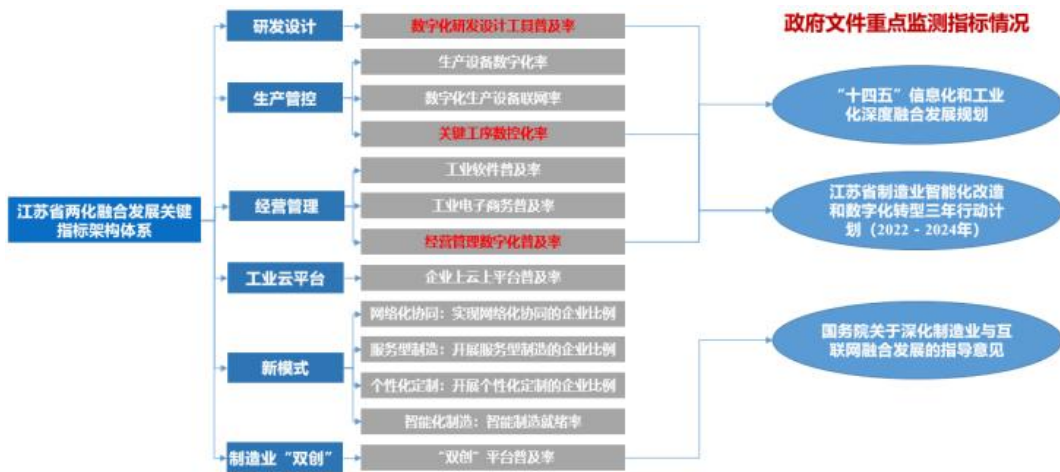 政府文件重点监测指标情况
江苏省两化融合发展关键
指标架构体系
研发设计
数字化研发设计工具普及率
生产管控
生产设备数字化率
数字化生产设备联网率
关键工序数控化率
经营管理
工业软件普及率
工业电子商务普及率
经营管理数字化普及率
工业云平台
企业上云上平台普及率
新模式
网络化协同：实现网络化协同的企业比例
服务型制造：开展服务型制造的企业比例
个性化定制：开展个性化定制的企业比例
智能化制造：智能制造就绪率
制造业“双创”
“双创”平台普及率
“十四五”信息化和工业
化深度融合发展规划
江苏省制造业智能化改造
和数字化转型三年行动计
划（2022－2024年）
国务院关于深化制造业与互
联网融合发展的指导意见